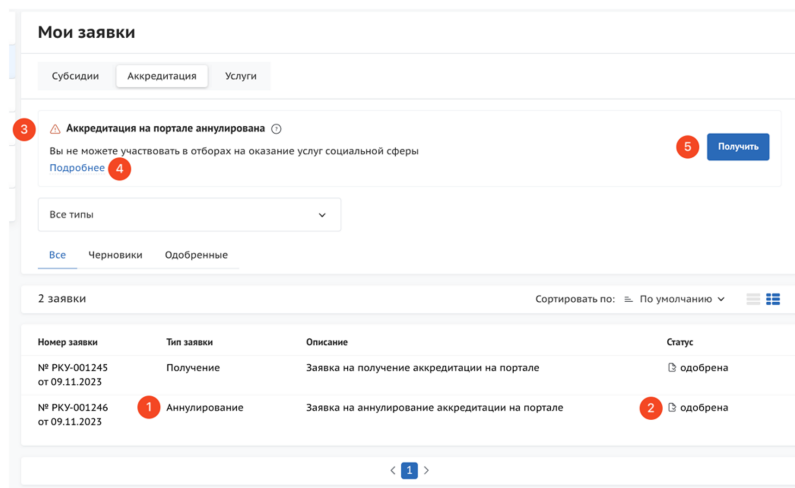 Мои заявки
Субсидии Аккредитация Услуги
3 Аккредитация на портале аннулирована ?
Вы не можете участвовать в отборах на оказание услуг социальной сферы
5 Получить
Подробнее 4
Все типы
Все Черновики Одобренные
2 заявки Сортировать по: По умолчанию
Номер заявки Тип заявки Описание Статус
№ РКУ-001245 Получение Заявка на получение аккредитации на портале одобрена
от 09.11.2023
№ РКУ-001246 1 Аннулирование Заявка на аннулирование аккредитации на портале 2 одобрена
от 09.11.2023
< 1 >